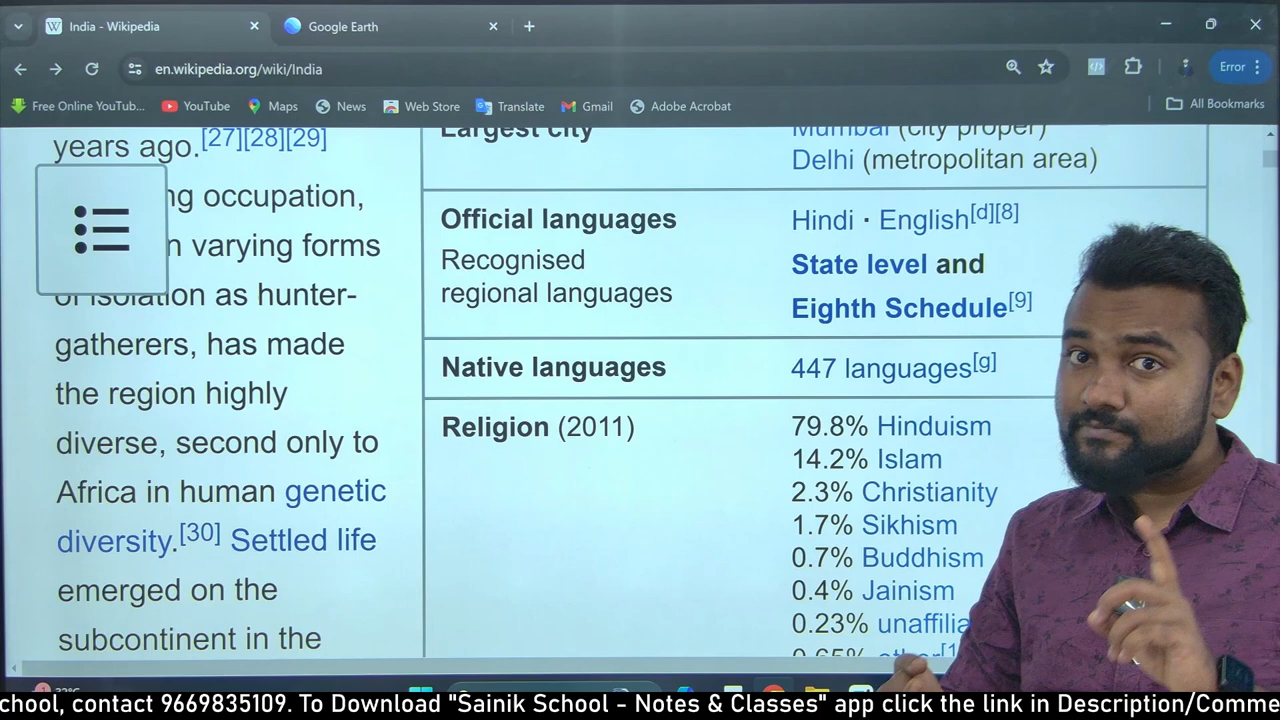 India - Wikipedia
Google Earth
en.wikipedia.org/wiki/India
Error
Free Online YouTub...
YouTube
Maps
News
Web Store
Translate
Gmail
Adobe Acrobat
All Bookmarks
years ago.[27][28][29]
ng occupation,
n varying forms
of isolation as hunter-
gatherers, has made
the region highly
diverse, second only to
Africa in human genetic
diversity.[30] Settled life
emerged on the
subcontinent in the
Largest city
Mumbai (city proper)
Delhi (metropolitan area)
Official languages
Hindi · English[d][8]
Recognised
regional languages
State level and
Eighth Schedule[9]
Native languages
447 languages[g]
Religion (2011)
79.8% Hinduism
14.2% Islam
2.3% Christianity
1.7% Sikhism
0.7% Buddhism
0.4% Jainism
0.23% unaffilia
0.65% other[1
chool, contact 9669835109. To Download "Sainik School - Notes & Classes" app click the link in Description/Comme